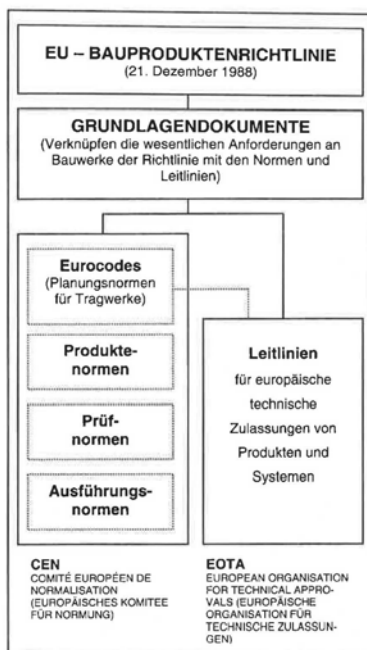 EU – BAUPRODUKTENRICHTLINIE
(21. Dezember 1988)
GRUNDLAGENDOKUMENTE
(Verknüpfen die wesentlichen Anforderungen an
Bauwerke der Richtlinie mit den Normen und
Leitlinien)
Eurocodes
(Planungsnormen
für Tragwerke)
Produkte-
normen
Prüf-
normen
Ausführungs-
normen
Leitlinien
für europäische
technische
Zulassungen von
Produkten und
Systemen
CEN
COMITÉ EUROPÉEN DE
NORMALISATION
(EUROPÄISCHES KOMITEE
FÜR NORMUNG)
EOTA
EUROPEAN ORGANISATION
FOR TECHNICAL APPRO-
VALS (EUROPÄISCHE
ORGANISATION FÜR
TECHNISCHE ZULASSUN-
GEN)